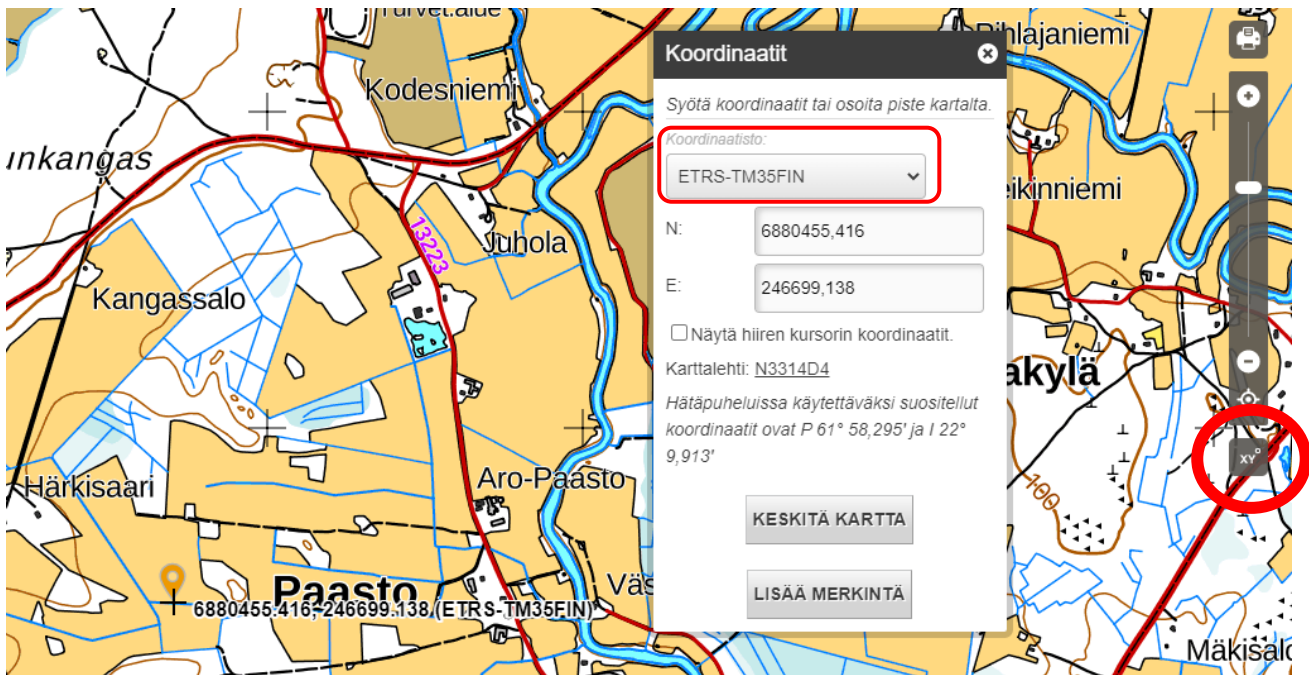 Turvet.alue
Pihlajaniemi
Kodesniemi
unkangas
Juhola
13223
Kangassalo
Härkisaari
Aro-Paasto
Paasto
Väs
6880455.416, 246699.138 (ETRS-TM35FIN)
Koordinaatit
Syötä koordinaatit tai osoita piste kartalta.
Koordinaatisto:
ETRS-TM35FIN
N:
6880455,416
E:
246699,138
Näytä hiiren kursorin koordinaatit.
Karttalehti: N3314D4
Hätäpuheluissa käytettäväksi suositellut
koordinaatit ovat P 61° 58,295' ja I 22°
9,913'
KESKITÄ KARTTA
LISÄÄ MERKINTÄ
eikinniemi
akylä
100
XY°
Mäkisalo